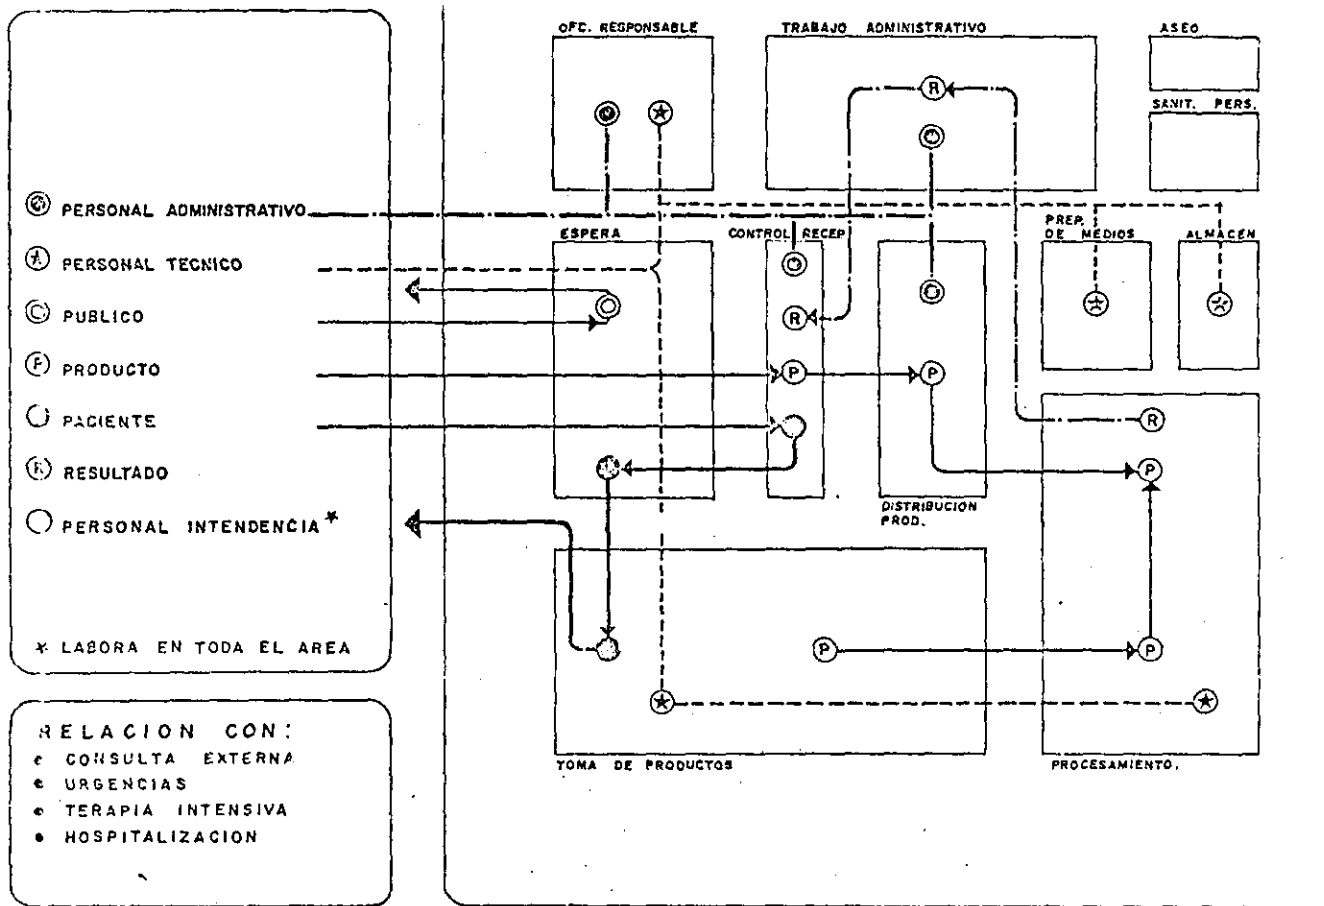 OFC. RESPONSABLE
TRABAJO ADMINISTRATIVO
ASEO
SANIT. PERS.
R
PERSONAL ADMINISTRATIVO
PERSONAL TECNICO
C PUBLICO
P PRODUCTO
PACIENTE
R RESULTADO
PERSONAL INTENDENCIA*
* LABORA EN TODA EL AREA
ESPERA
CONTROL RECEP
PREP.
DE MEDIOS
ALMACEN
R
P
P
R
P
DISTRIBUCION
PROD.
P
P
TOMA DE PRODUCTOS
PROCESAMIENTO.
RELACION CON:
CONSULTA EXTERNA
URGENCIAS
TERAPIA INTENSIVA
HOSPITALIZACION